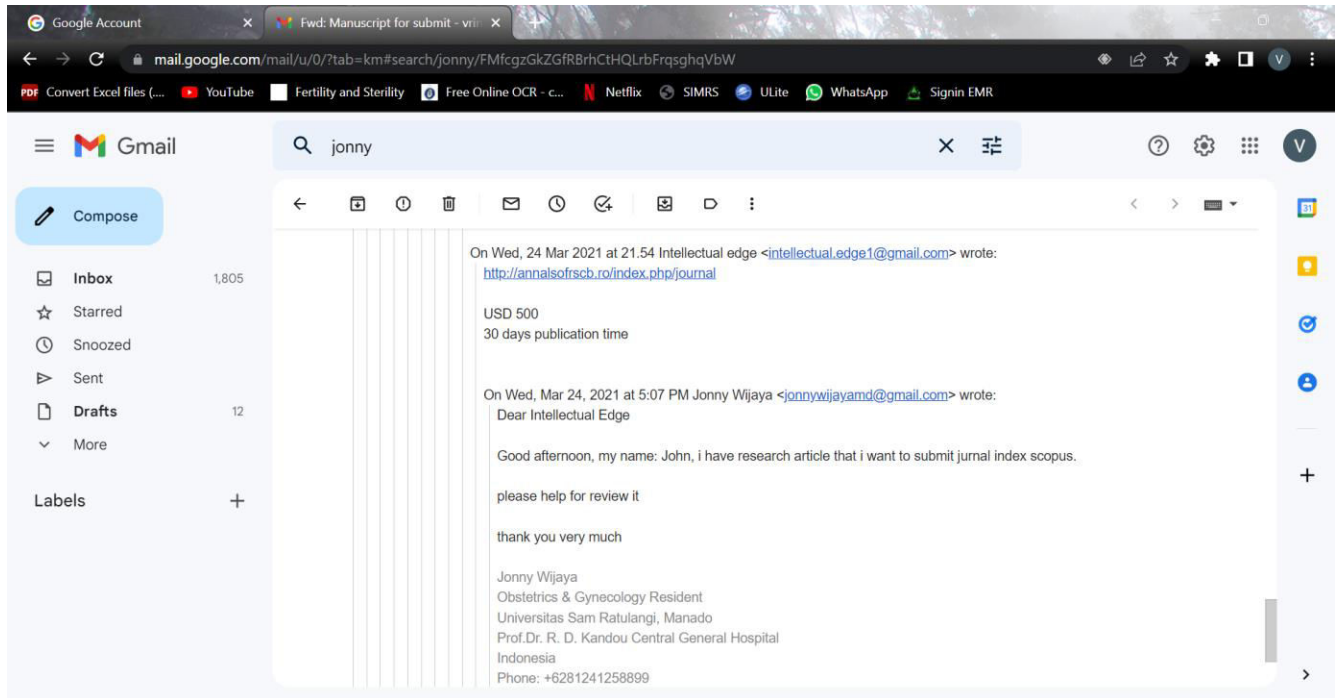 Google Account
Fwd: Manuscript for submit - vrin
mail.google.com/mail/u/0/?tab=km#search/jonny/FMfcgzGkZGfRBrhCtHQLrbFrqsghqVbW
V
PDF Convert Excel files (.... YouTube Fertility and Sterility Free Online OCR - c... Netflix SIMRS ULite WhatsApp Signin EMR
Gmail
jonny
V
Compose
31
Inbox 1,805
Starred
Snoozed
Sent
Drafts 12
More
Labels
On Wed, 24 Mar 2021 at 21.54 Intellectual edge <intellectual.edge1@gmail.com> wrote:
http://annalsofrscb.ro/index.php/journal
USD 500
30 days publication time
On Wed, Mar 24, 2021 at 5:07 PM Jonny Wijaya <jonnywijayamd@gmail.com> wrote:
Dear Intellectual Edge
Good afternoon, my name: John, i have research article that i want to submit jurnal index scopus.
please help for review it
thank you very much
Jonny Wijaya
Obstetrics & Gynecology Resident
Universitas Sam Ratulangi, Manado
Prof.Dr. R. D. Kandou Central General Hospital
Indonesia
Phone: +6281241258899